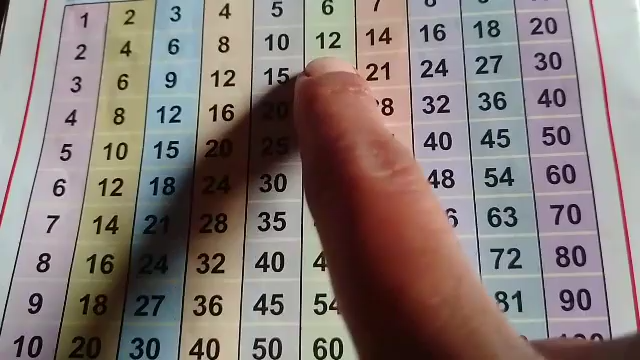 1 2 3 4 5 6 7 8 20
2 4 6 8 10 12 14 16 18
3 6 9 12 15 21 24 27 30
4 8 12 16 20 28 32 36 40
5 10 15 20 25 40 45 50
6 12 18 24 30 48 54 60
7 14 21 28 35 63 70
8 16 24 32 40 72 80
9 18 27 36 45 54 81 90
10 20 30 40 50 60